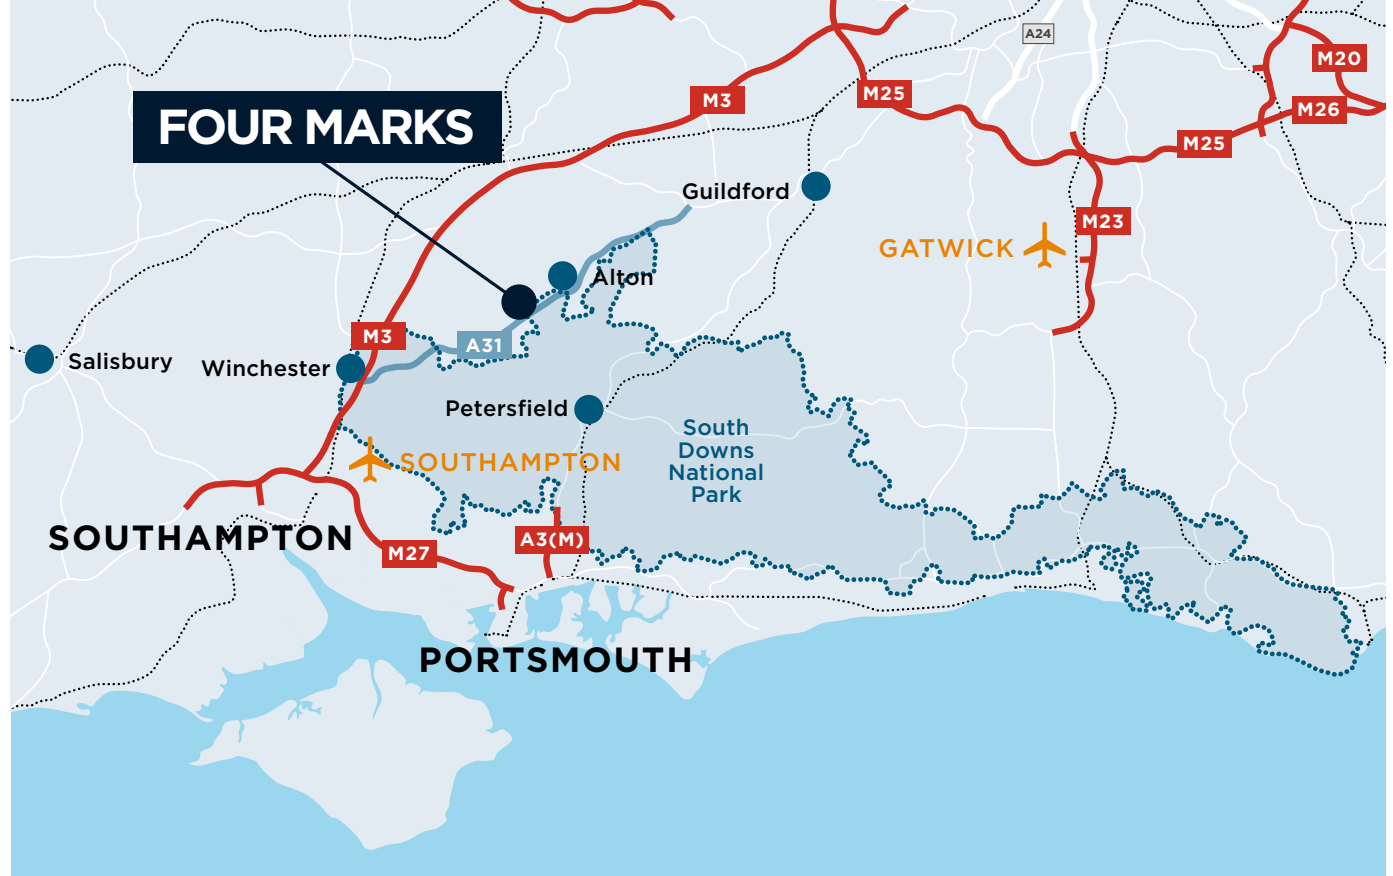 A24
M20
M3
M25
M26
FOUR MARKS
M25
Guildford
M23
GATWICK
Alton
M3
A31
Salisbury
Winchester
Petersfield
South
Downs
National
Park
SOUTHAMPTON
SOUTHAMPTON
A3(M)
M27
PORTSMOUTH